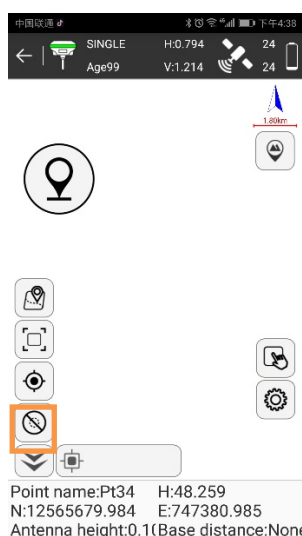 中国联通 下午4:38
SINGLE H:0.794 24
Age99 V:1.214 24
1.80km
Point name:Pt34 H:48.259
N:12565679.984 E:747380.985
Antenna height:0.1( Base distance:None